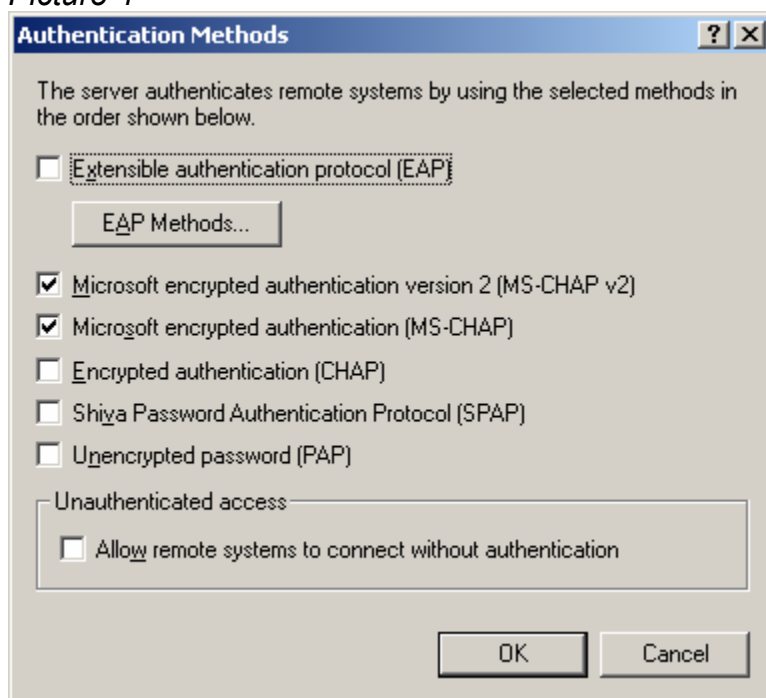 Authentication Methods
The server authenticates remote systems by using the selected methods in
the order shown below.
Extensible authentication protocol (EAP)
EAP Methods...
Microsoft encrypted authentication version 2 (MS-CHAP v2)
Microsoft encrypted authentication (MS-CHAP)
Encrypted authentication (CHAP)
Shiva Password Authentication Protocol (SPAP)
Unencrypted password (PAP)
Unauthenticated access
Allow remote systems to connect without authentication
OK Cancel